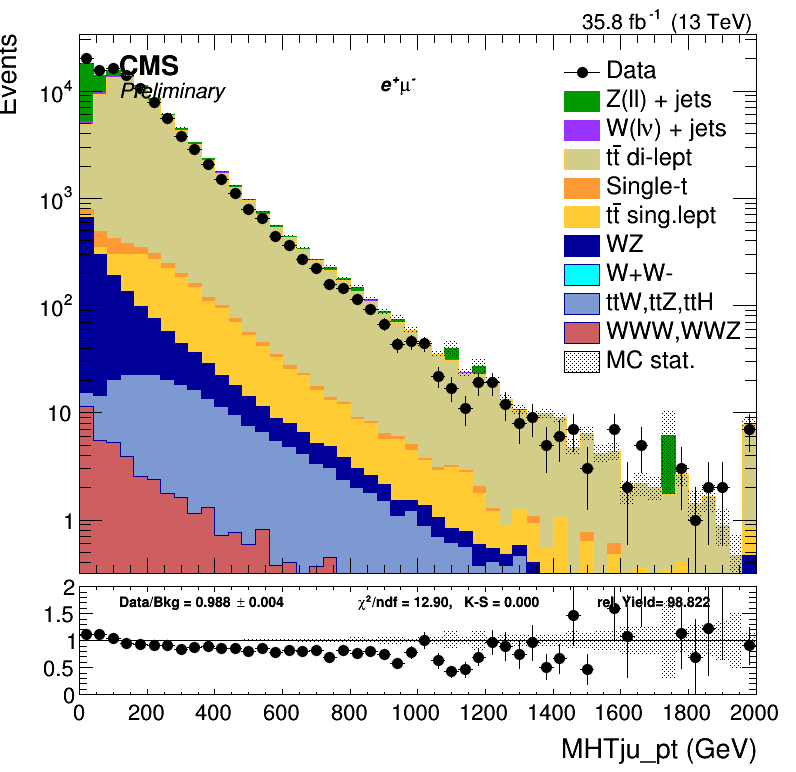 35.8 fb⁻¹ (13 TeV)
Events
CMS
Preliminary
e⁺μ⁻
Data
Z(ll) + jets
W(lν) + jets
tt̄ di-lept
Single-t
tt̄ sing.lept
WZ
W+W-
ttW,ttZ,ttH
WWW,WWZ
MC stat.
10⁴
10³
10²
10
1
Data/Bkg = 0.988 ± 0.004
χ²/ndf = 12.90, K-S = 0.000
rel. Yield= 98.822
2
1.5
1
0.5
0
0 200 400 600 800 1000 1200 1400 1600 1800 2000
MHTju_pt (GeV)